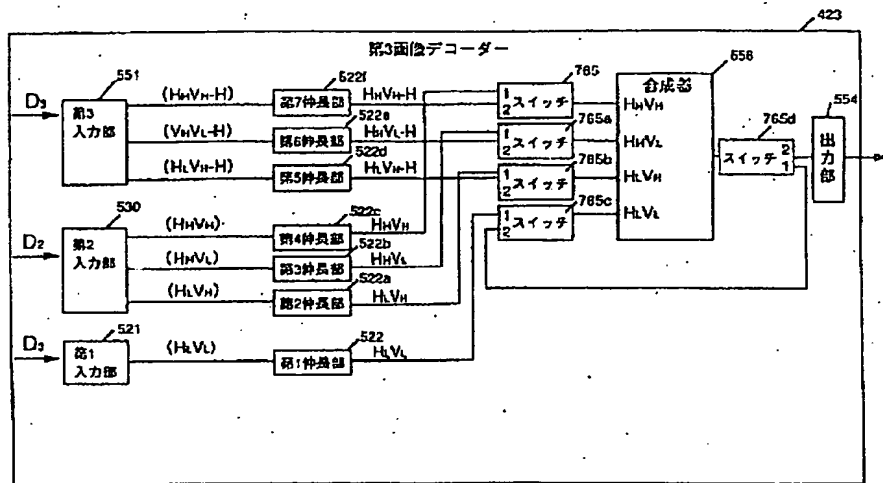 423
第3画像デコーダー
551
D3
第3
入力部
(HHVH-H)
522f
第7伸長部
HHVH-H
(VHVL-H)
522e
第6伸長部
HHVL-H
(HLVH-H)
522d
第5伸長部
HLVH-H
765
1
2
スイッチ
765a
1
2
スイッチ
765b
1
2
スイッチ
765c
1
2
スイッチ
556
合成器
HHVH
HHVL
HLVH
HLVL
765d
スイッチ
2
1
554
出力部
530
D2
第2
入力部
(HHVH)
522c
第4伸長部
HHVH
(HHVL)
522b
第3伸長部
HHVL
(HLVH)
522a
第2伸長部
HLVH
521
D3
第1
入力部
(HLVL)
522
第1伸長部
HLVL